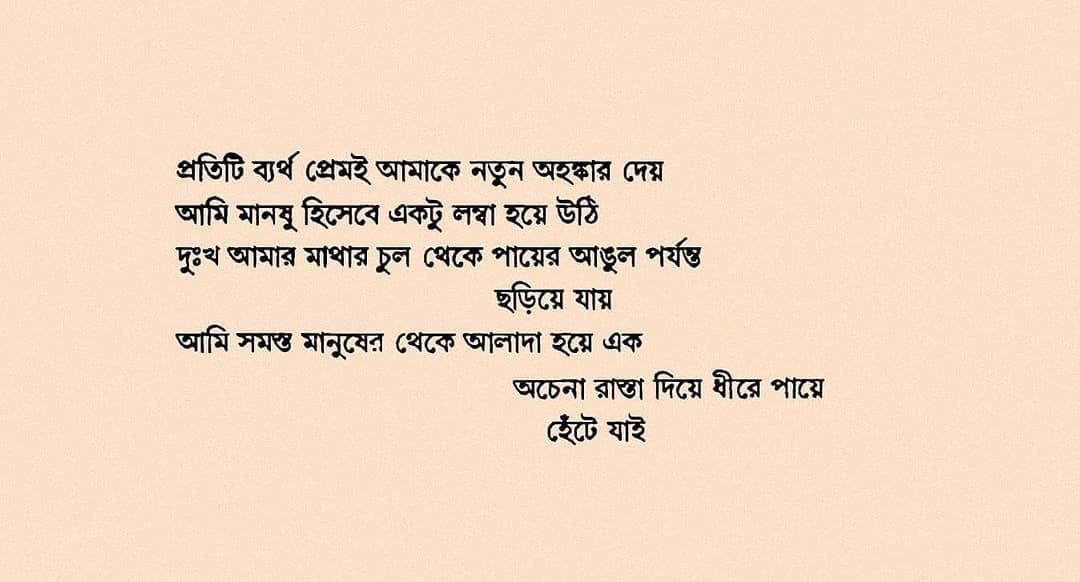 প্রতিটি ব্যর্থ প্রেমই আমাকে নতুন অহঙ্কার দেয়
আমি মানষু হিসেবে একটু লম্বা হয়ে উঠি
দুঃখ আমার মাথার চুল থেকে পায়ের আঙুল পর্যন্ত
ছড়িয়ে যায়
আমি সমস্ত মানুষের থেকে আলাদা হয়ে এক
অচেনা রাস্তা দিয়ে ধীরে পায়ে
হেঁটে যাই